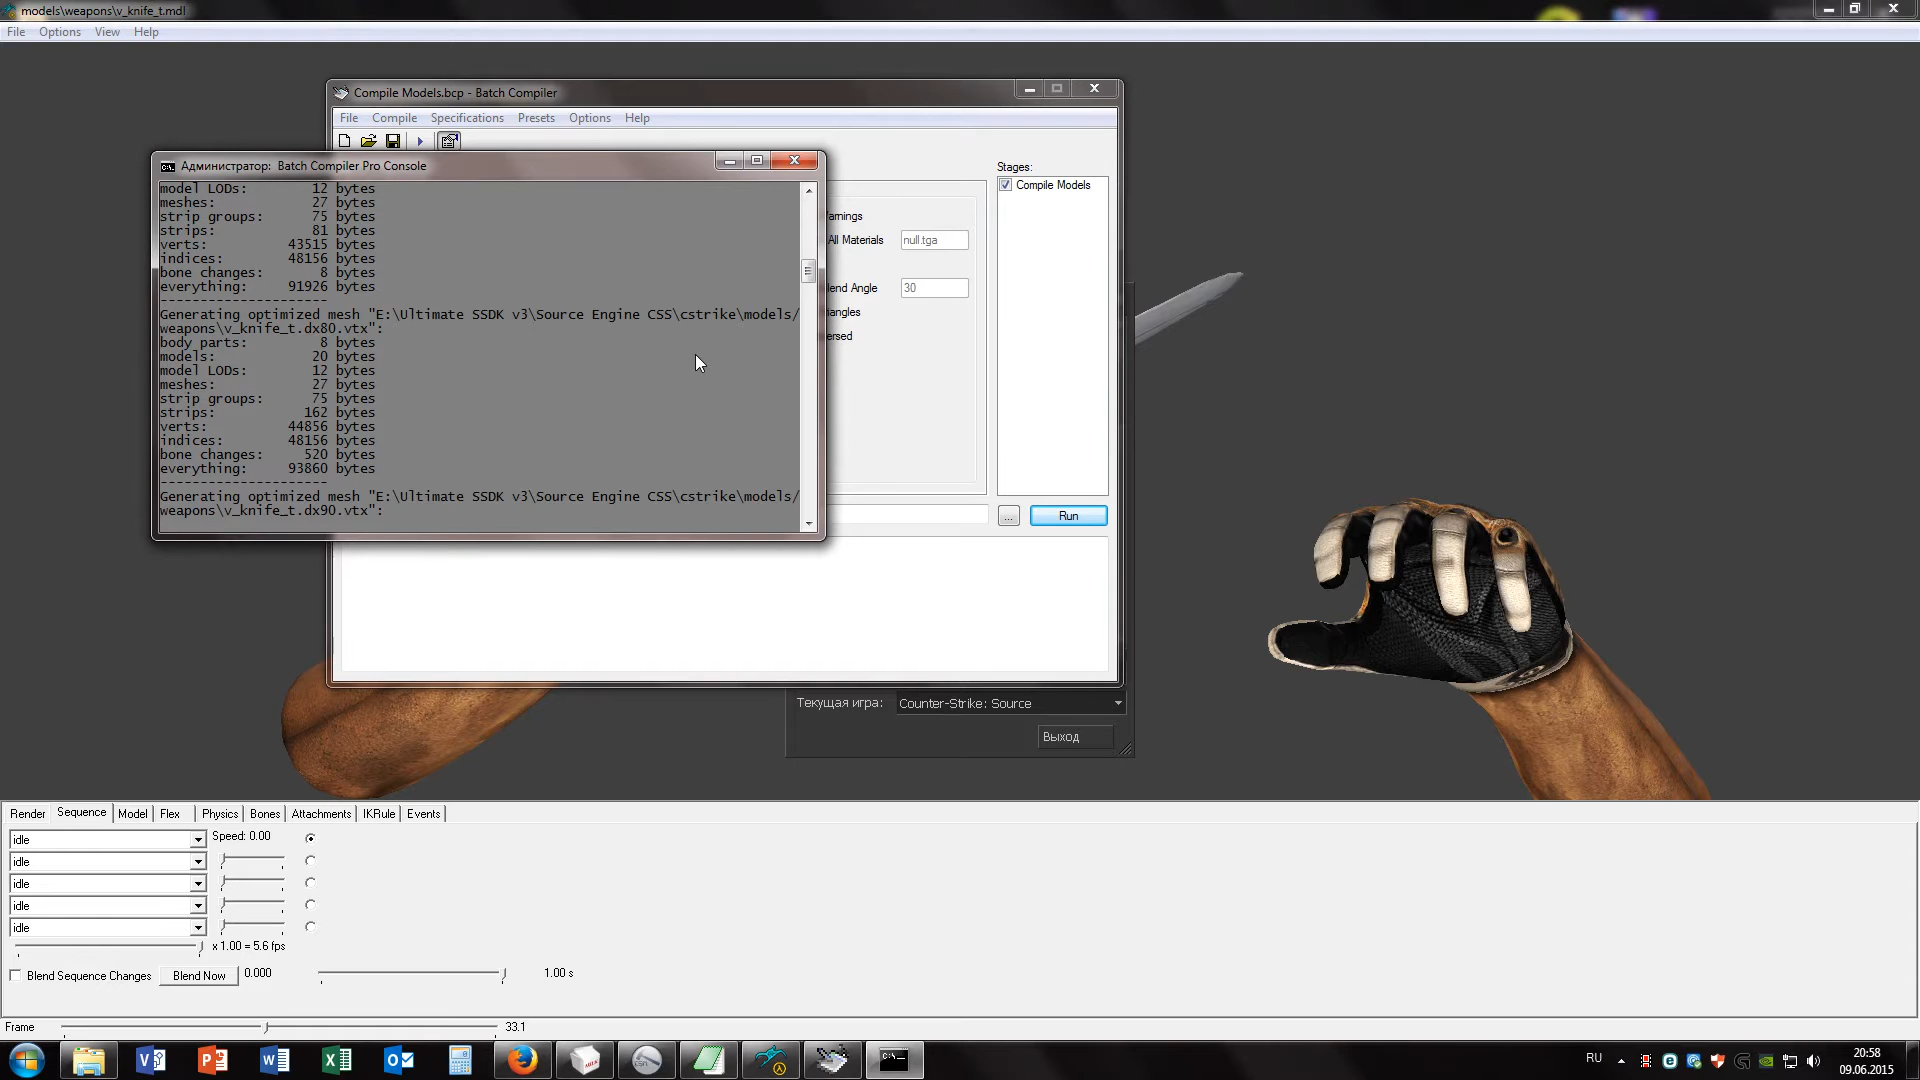 models\weapons\v_knife_t.mdl
File Options View Help
Compile Models.bcp - Batch Compiler
File Compile Specifications Presets Options Help
Администратор: Batch Compiler Pro Console
model LODs: 12 bytes
meshes: 27 bytes
strip groups: 75 bytes
strips: 81 bytes
verts: 43515 bytes
indices: 48156 bytes
bone changes: 8 bytes
everything: 91926 bytes
---------------------
Generating optimized mesh "E:\Ultimate SSDK v3\Source Engine CSS\cstrike\models/
weapons\v_knife_t.dx80.vtx":
body parts: 8 bytes
models: 20 bytes
model LODs: 12 bytes
meshes: 27 bytes
strip groups: 75 bytes
strips: 162 bytes
verts: 44856 bytes
indices: 48156 bytes
bone changes: 520 bytes
everything: 93860 bytes
---------------------
Generating optimized mesh "E:\Ultimate SSDK v3\Source Engine CSS\cstrike\models/
weapons\v_knife_t.dx90.vtx":
Stages:
Compile Models
arnings
All Materials null.tga
lend Angle 30
iangles
ersed
... Run
Текущая игра: Counter-Strike: Source
Выход
Render Sequence Model Flex Physics Bones Attachments IKRule Events
idle Speed: 0.00
idle
idle
idle
idle
x 1.00 = 5.6 fps
Blend Sequence Changes Blend Now 0.000 1.00 s
Frame 33.1
RU
20:58
09.06.2015